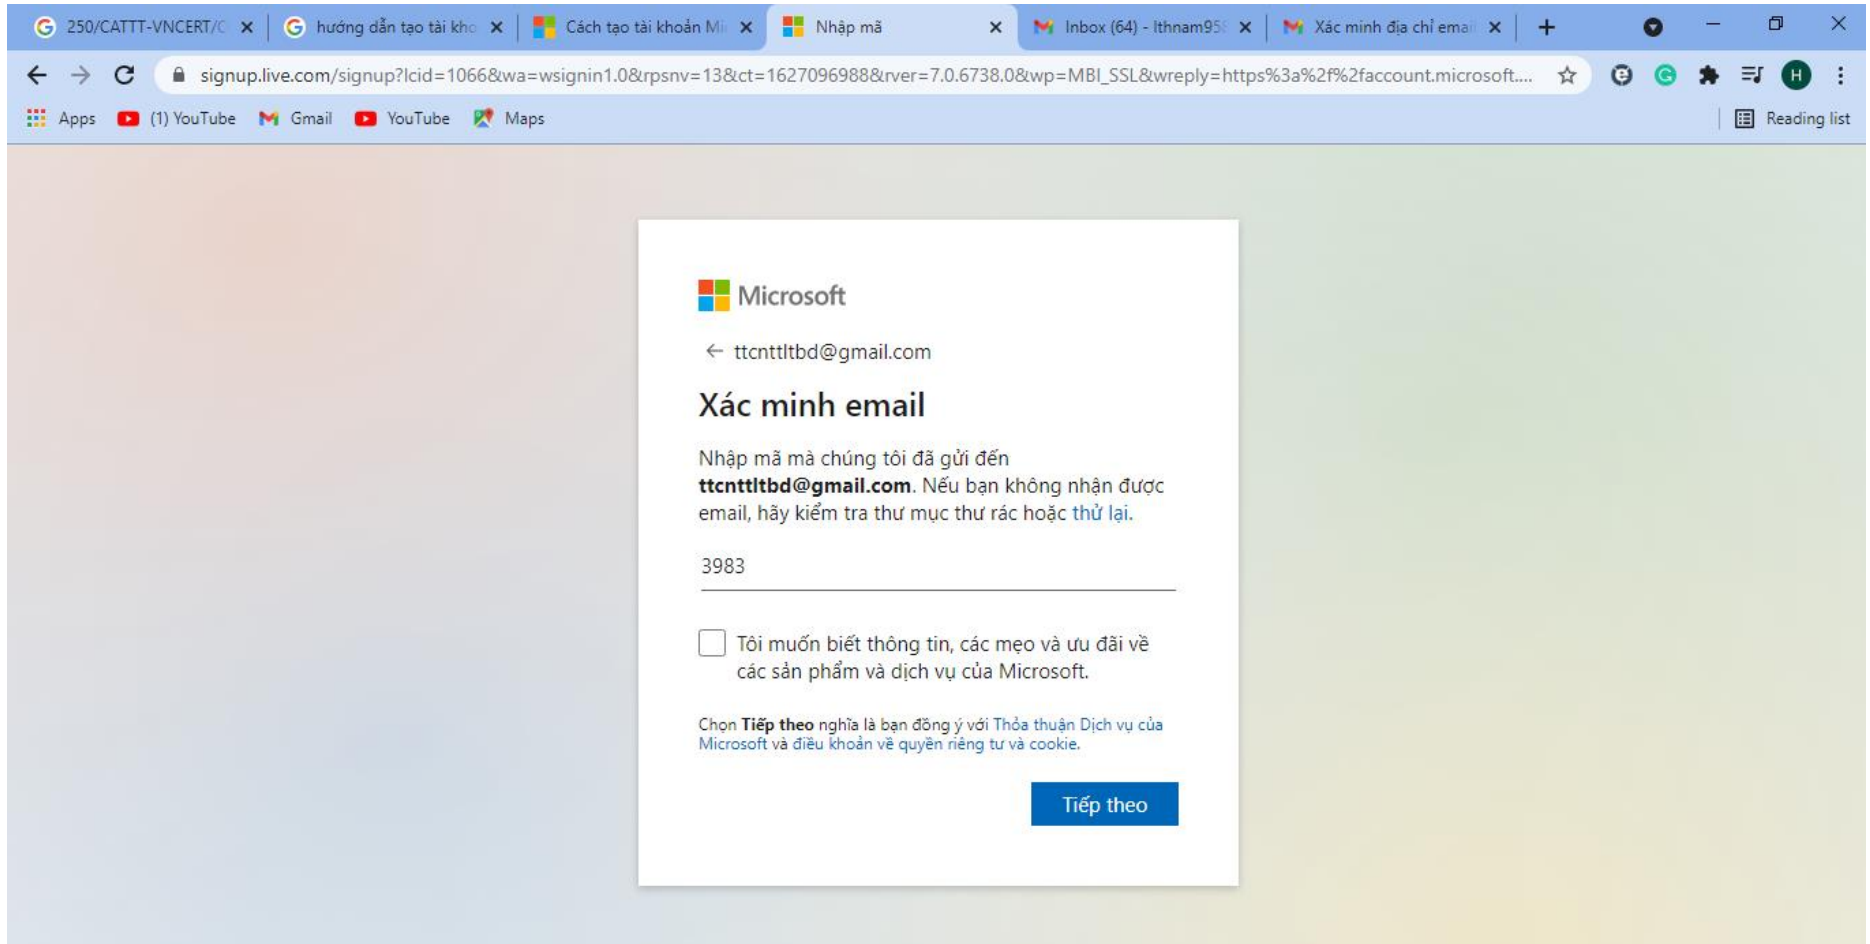 250/CATTT-VNCERT/C
hướng dẫn tạo tài kho
Cách tạo tài khoản Mi
Nhập mã
Inbox (64) - lthnam958
Xác minh địa chỉ email
signup.live.com/signup?lcid=1066&wa=wsignin1.0&rpsnv=13&ct=1627096988&rver=7.0.6738.0&wp=MBI_SSL&wreply=https%3a%2f%2faccount.microsoft....
H
Apps
(1) YouTube
Gmail
YouTube
Maps
Reading list
Microsoft
← ttcnttltbd@gmail.com
Xác minh email
Nhập mã mà chúng tôi đã gửi đến
ttcnttltbd@gmail.com. Nếu bạn không nhận được
email, hãy kiểm tra thư mục thư rác hoặc thử lại.
3983
Tôi muốn biết thông tin, các mẹo và ưu đãi về
các sản phẩm và dịch vụ của Microsoft.
Chọn Tiếp theo nghĩa là bạn đồng ý với Thỏa thuận Dịch vụ của
Microsoft và điều khoản về quyền riêng tư và cookie.
Tiếp theo